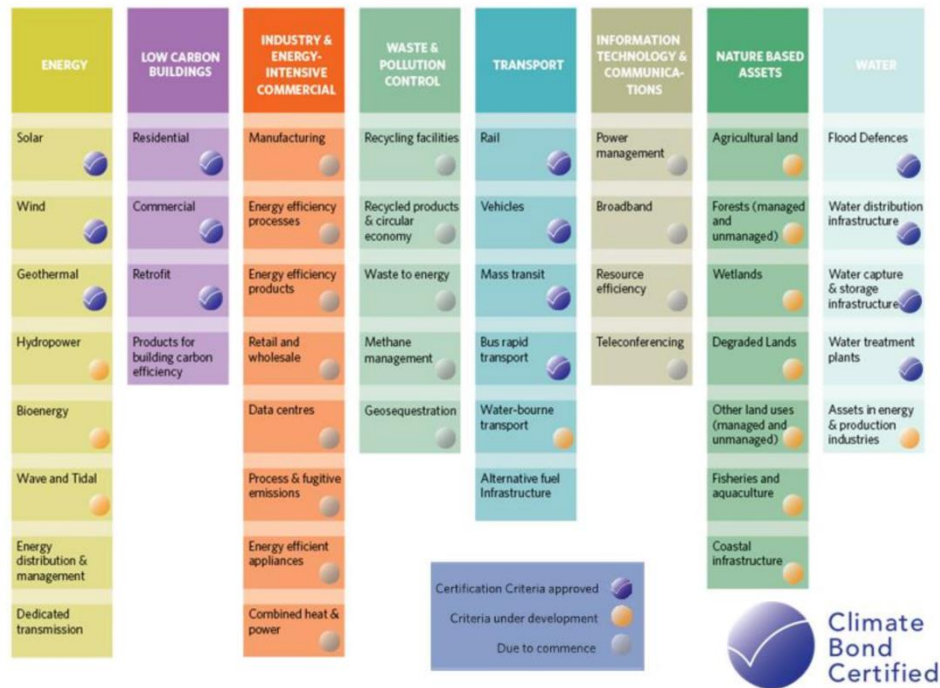 ENERGY
Solar
Wind
Geothermal
Hydropower
Bioenergy
Wave and Tidal
Energy
distribution &
management
Dedicated
transmission
LOW CARBON
BUILDINGS
Residential
Commercial
Retrofit
Products for
building carbon
efficiency
INDUSTRY &
ENERGY-
INTENSIVE
COMMERCIAL
Manufacturing
Energy efficiency
processes
Energy efficiency
products
Retail and
wholesale
Data centres
Process & fugitive
emissions
Energy efficient
appliances
Combined heat &
power
WASTE &
POLLUTION
CONTROL
Recycling facilities
Recycled products
& circular
economy
Waste to energy
Methane
management
Geosequestration
TRANSPORT
Rail
Vehicles
Mass transit
Bus rapid
transport
Water-bourne
transport
Alternative fuel
Infrastructure
INFORMATION
TECHNOLOGY &
COMMUNICA-
TIONS
Power
management
Broadband
Resource
efficiency
Teleconferencing
NATURE BASED
ASSETS
Agricultural land
Forests (managed
and
unmanaged)
Wetlands
Degraded Lands
Other land uses
(managed and
unmanaged)
Fisheries and
aquaculture
Coastal
infrastructure
WATER
Flood Defences
Water distribution
infrastructure
Water capture
& storage
infrastructure
Water treatment
plants
Assets in energy
& production
industries
Certification Criteria approved
Criteria under development
Due to commence
Climate
Bond
Certified